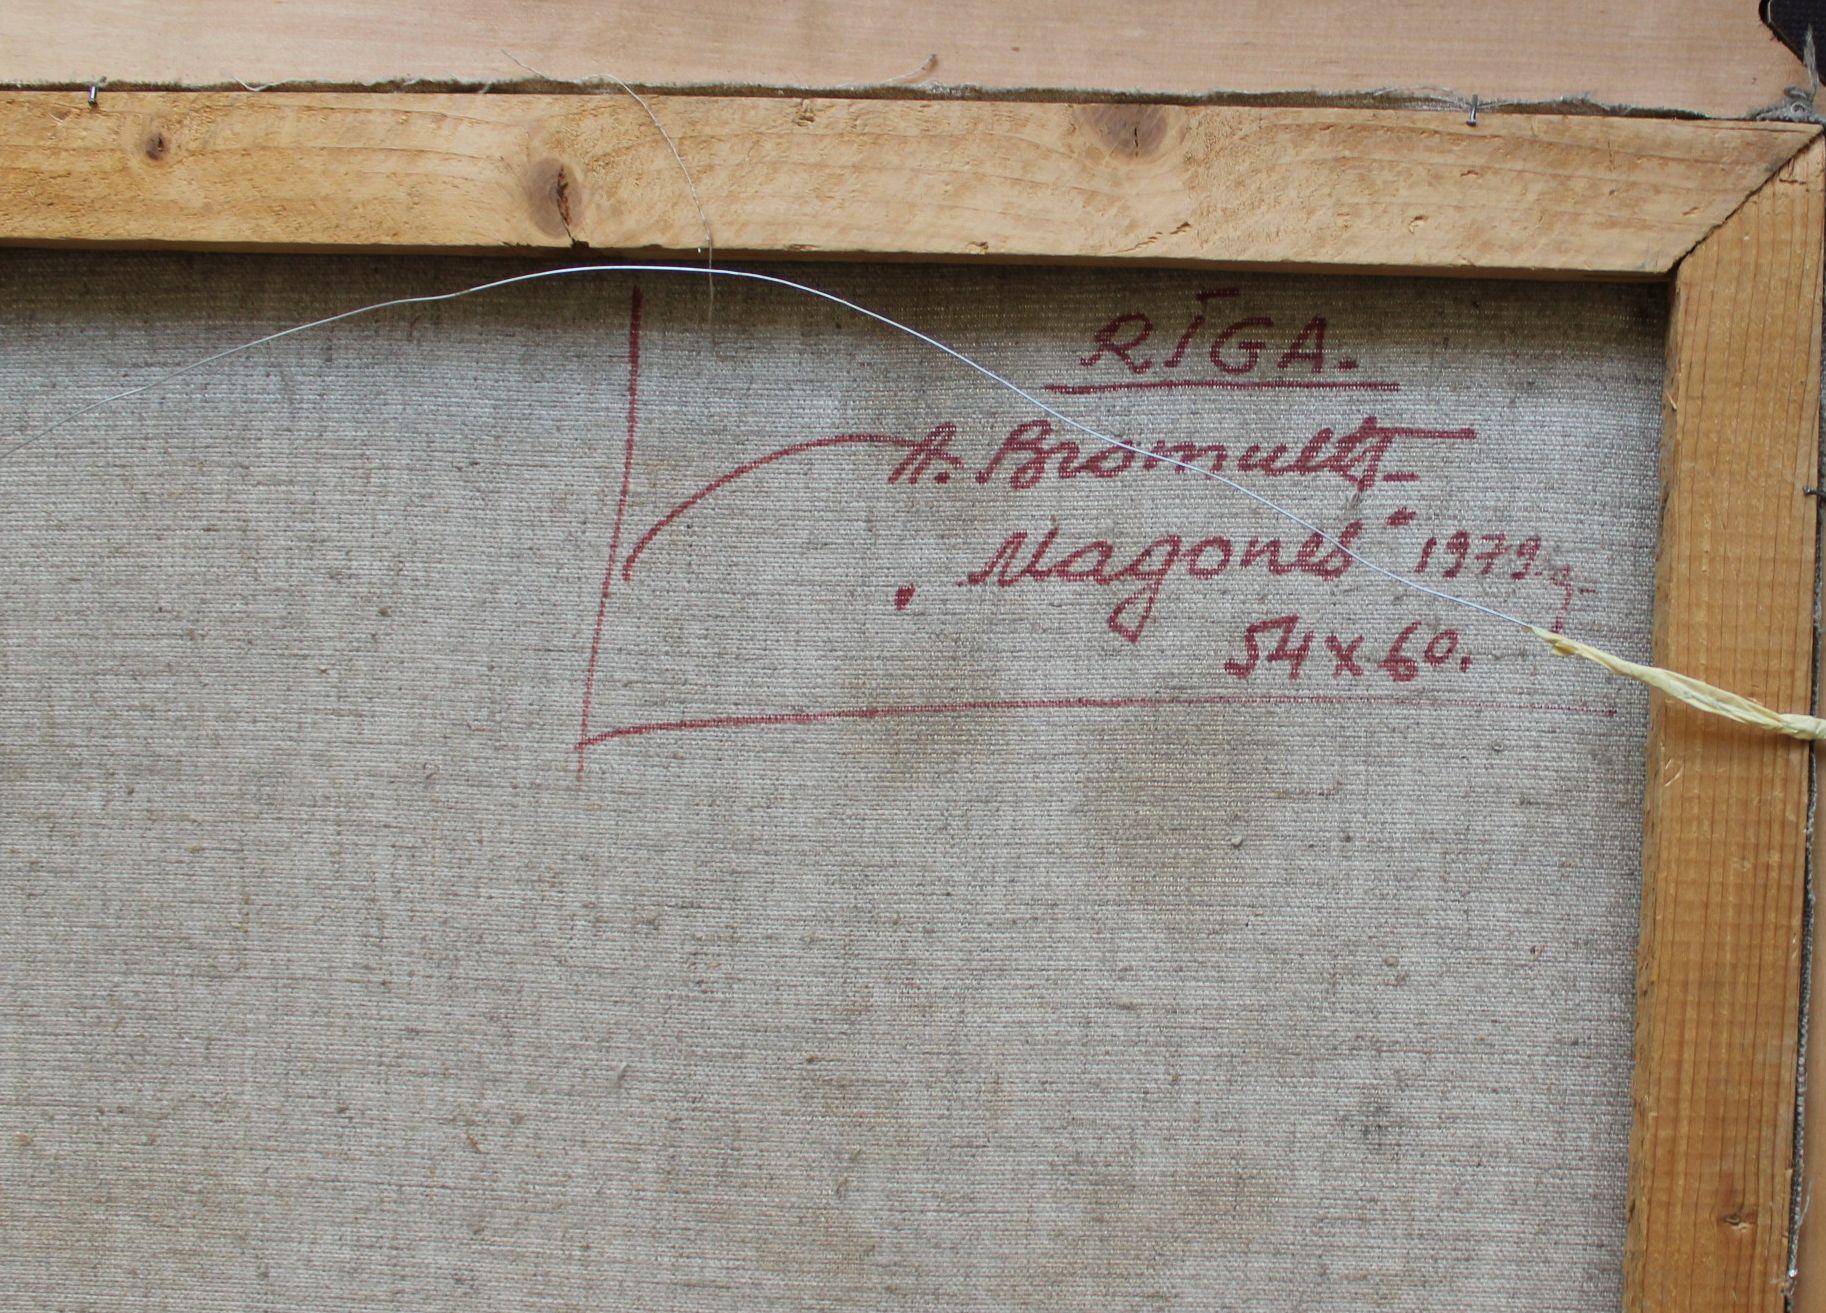 RĪGA.
A. Bromults
„Magones" 1979.g.
54x60.